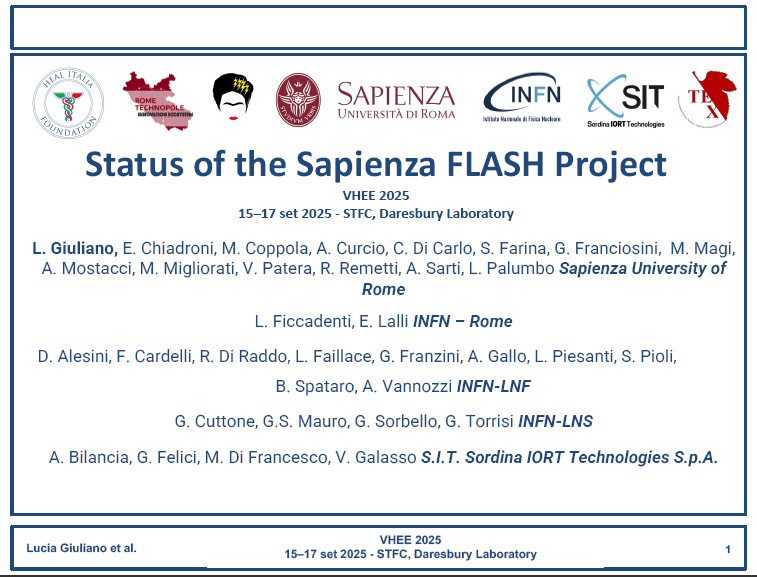 HEAL ITALIA
FOUNDATION
ROME
TECHNOPOLE
INNOVATION ECOSYSTEM
STVDIVM VRBIS
SAPIENZA
UNIVERSITÀ DI ROMA
INFN
Istituto Nazionale di Fisica Nucleare
SIT
Sordina IORT Technologies
TE
X
Status of the Sapienza FLASH Project
VHEE 2025
15–17 set 2025 - STFC, Daresbury Laboratory
L. Giuliano, E. Chiadroni, M. Coppola, A. Curcio, C. Di Carlo, S. Farina, G. Franciosini, M. Magi,
A. Mostacci, M. Migliorati, V. Patera, R. Remetti, A. Sarti, L. Palumbo Sapienza University of
Rome
L. Ficcadenti, E. Lalli INFN – Rome
D. Alesini, F. Cardelli, R. Di Raddo, L. Faillace, G. Franzini, A. Gallo, L. Piesanti, S. Pioli,
B. Spataro, A. Vannozzi INFN-LNF
G. Cuttone, G.S. Mauro, G. Sorbello, G. Torrisi INFN-LNS
A. Bilancia, G. Felici, M. Di Francesco, V. Galasso S.I.T. Sordina IORT Technologies S.p.A.
Lucia Giuliano et al.
VHEE 2025
15–17 set 2025 - STFC, Daresbury Laboratory
1